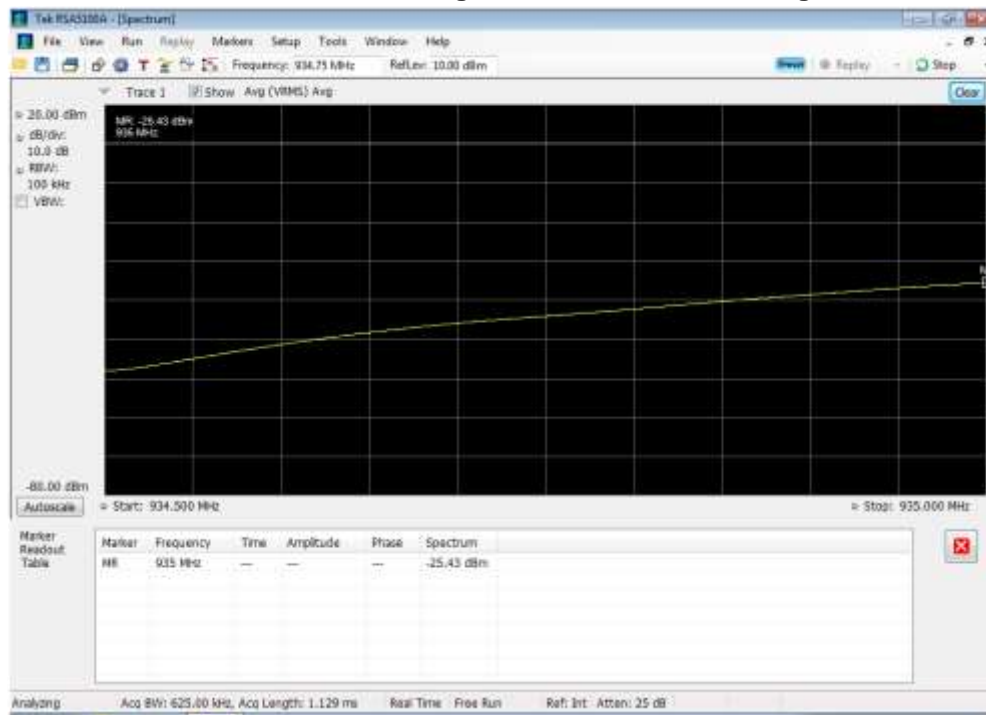 Tek RSA5100A - [Spectrum]
File View Run Replay Markers Setup Tools Window Help
Frequency: 934.75 MHz RefLev: 10.00 dBm Preset Replay Stop
Trace 1 Show Avg (VRMS) Avg Clear
20.00 dBm
dB/div:
10.0 dB
RBW:
100 kHz
VBW:
MR: -25.43 dBm
935 MHz
-80.00 dBm
Autoscale Start: 934.500 MHz Stop: 935.000 MHz
Marker Readout Table
Marker Frequency Time Amplitude Phase Spectrum
MR 935 MHz --- --- --- -25.43 dBm
Analyzing Acq BW: 625.00 kHz, Acq Length: 1.129 ms Real Time Free Run Ref: Int Atten: 25 dB